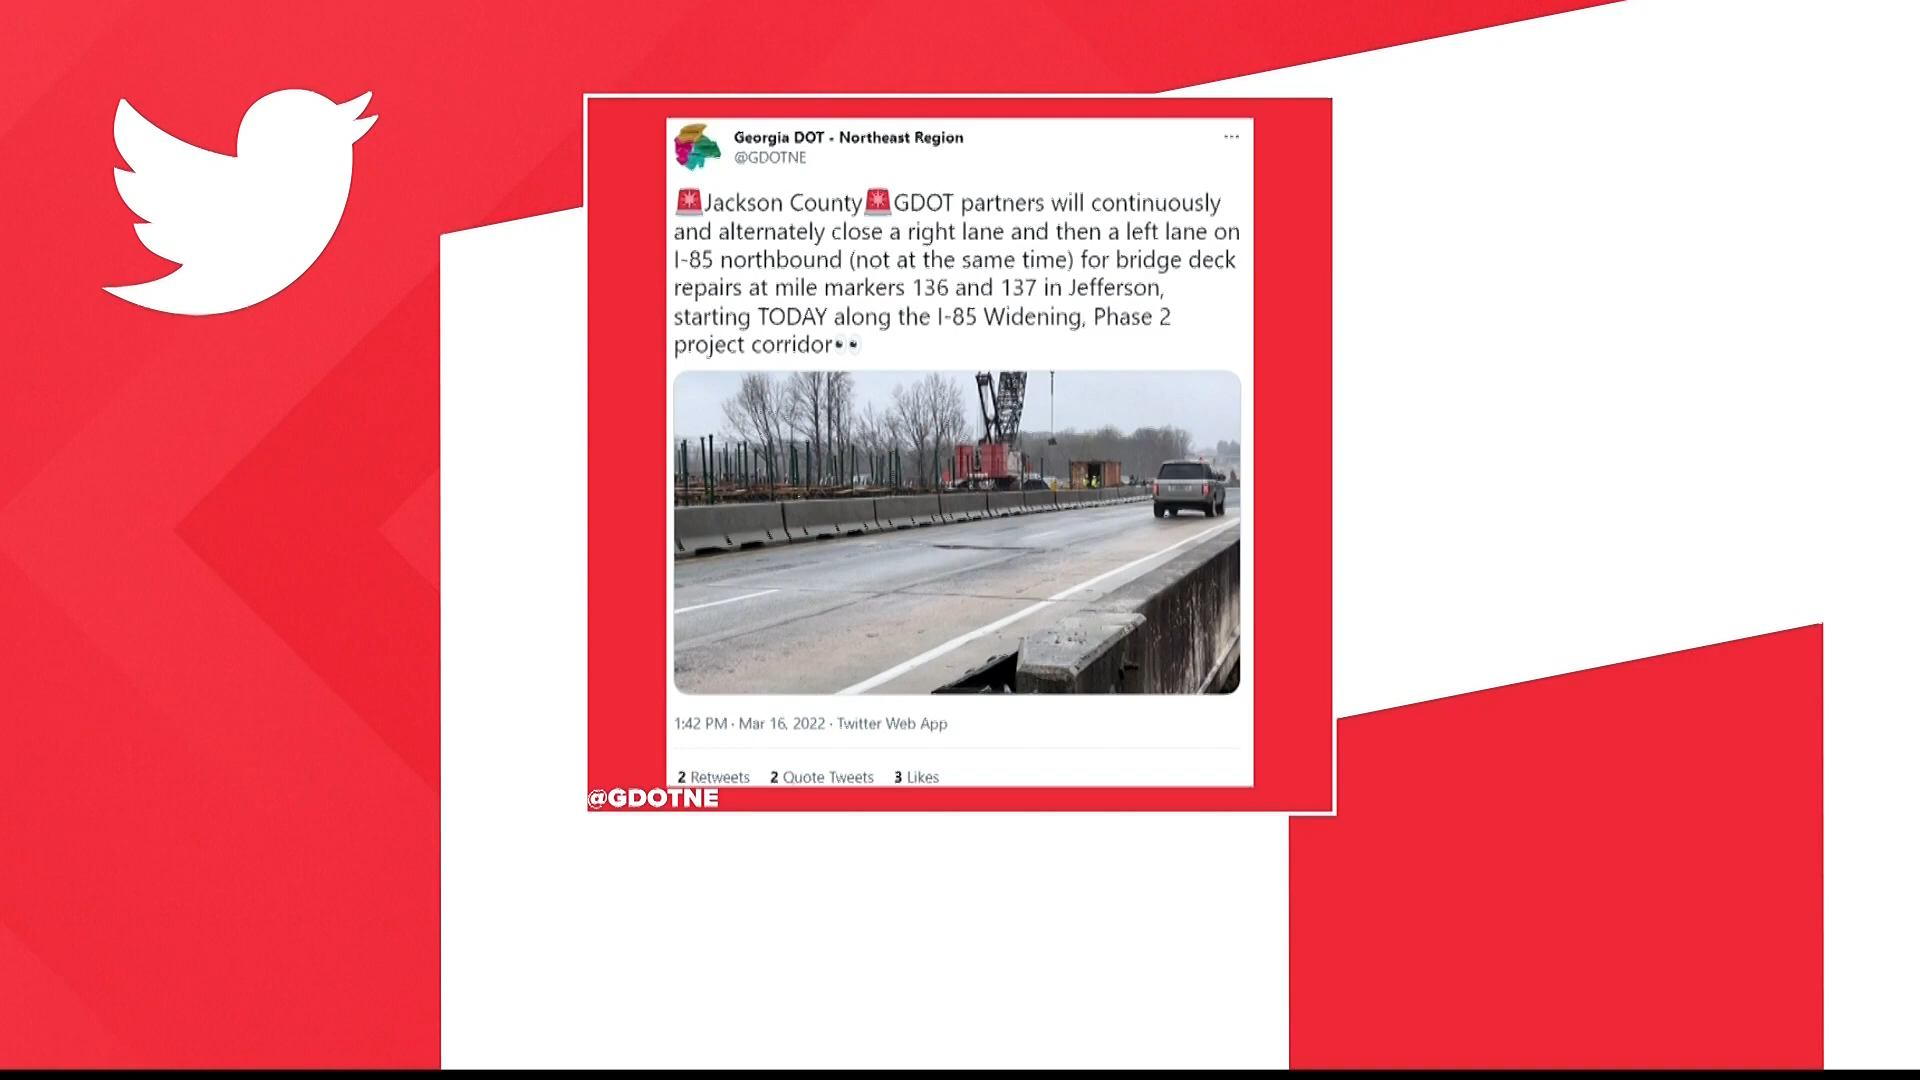 Georgia DOT - Northeast Region
@GDOTNE
🚨Jackson County🚨GDOT partners will continuously
and alternately close a right lane and then a left lane on
I-85 northbound (not at the same time) for bridge deck
repairs at mile markers 136 and 137 in Jefferson,
starting TODAY along the I-85 Widening, Phase 2
project corridor👀
1:42 PM · Mar 16, 2022 · Twitter Web App
2 Retweets 2 Quote Tweets 3 Likes
@GDOTNE